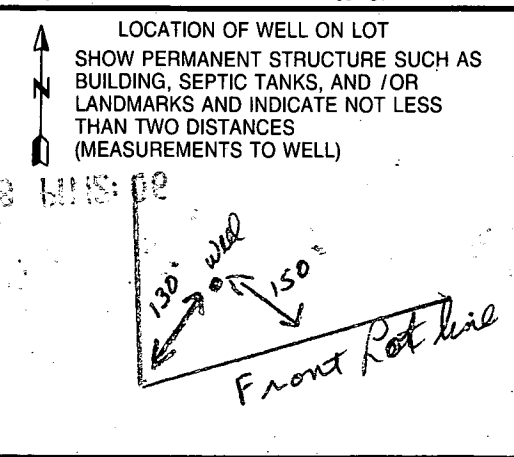 LOCATION OF WELL ON LOT
SHOW PERMANENT STRUCTURE SUCH AS
BUILDING, SEPTIC TANKS, AND /OR
LANDMARKS AND INDICATE NOT LESS
THAN TWO DISTANCES
(MEASUREMENTS TO WELL)
N
130'
Well
150'
Front Lot line